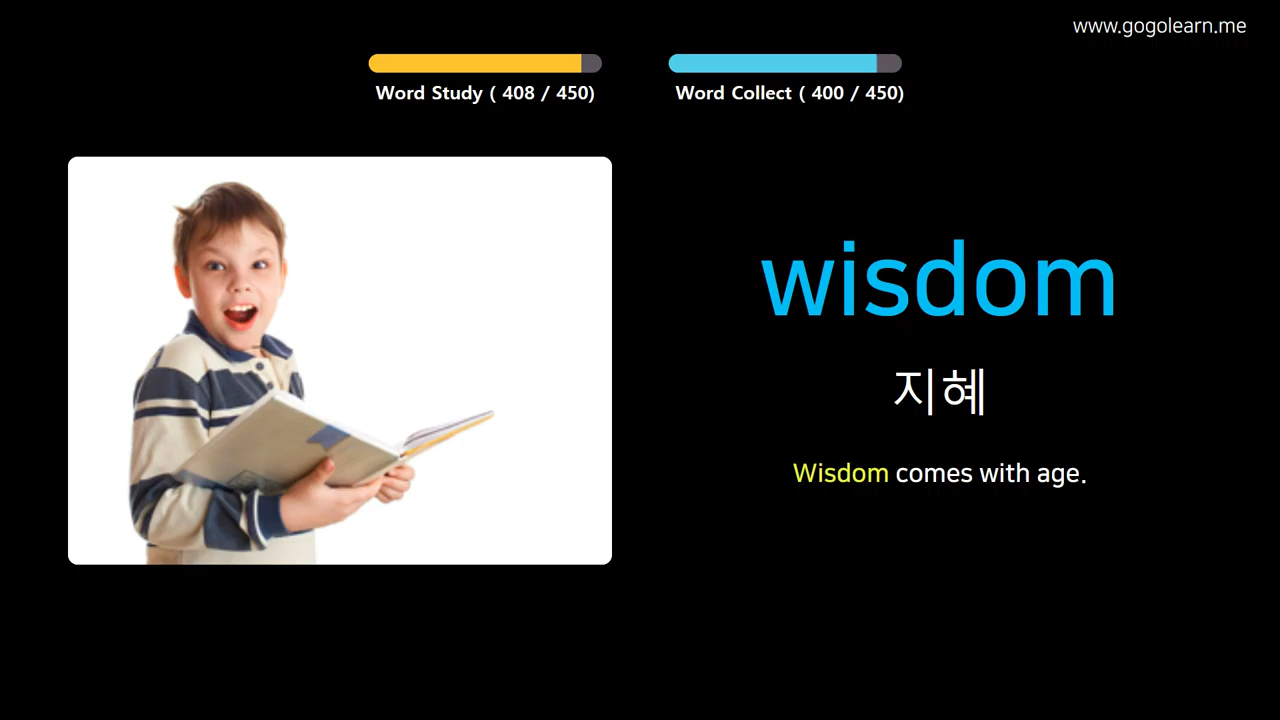 www.gogolearn.me
Word Study ( 408 / 450)
Word Collect ( 400 / 450)
wisdom
지혜
Wisdom comes with age.